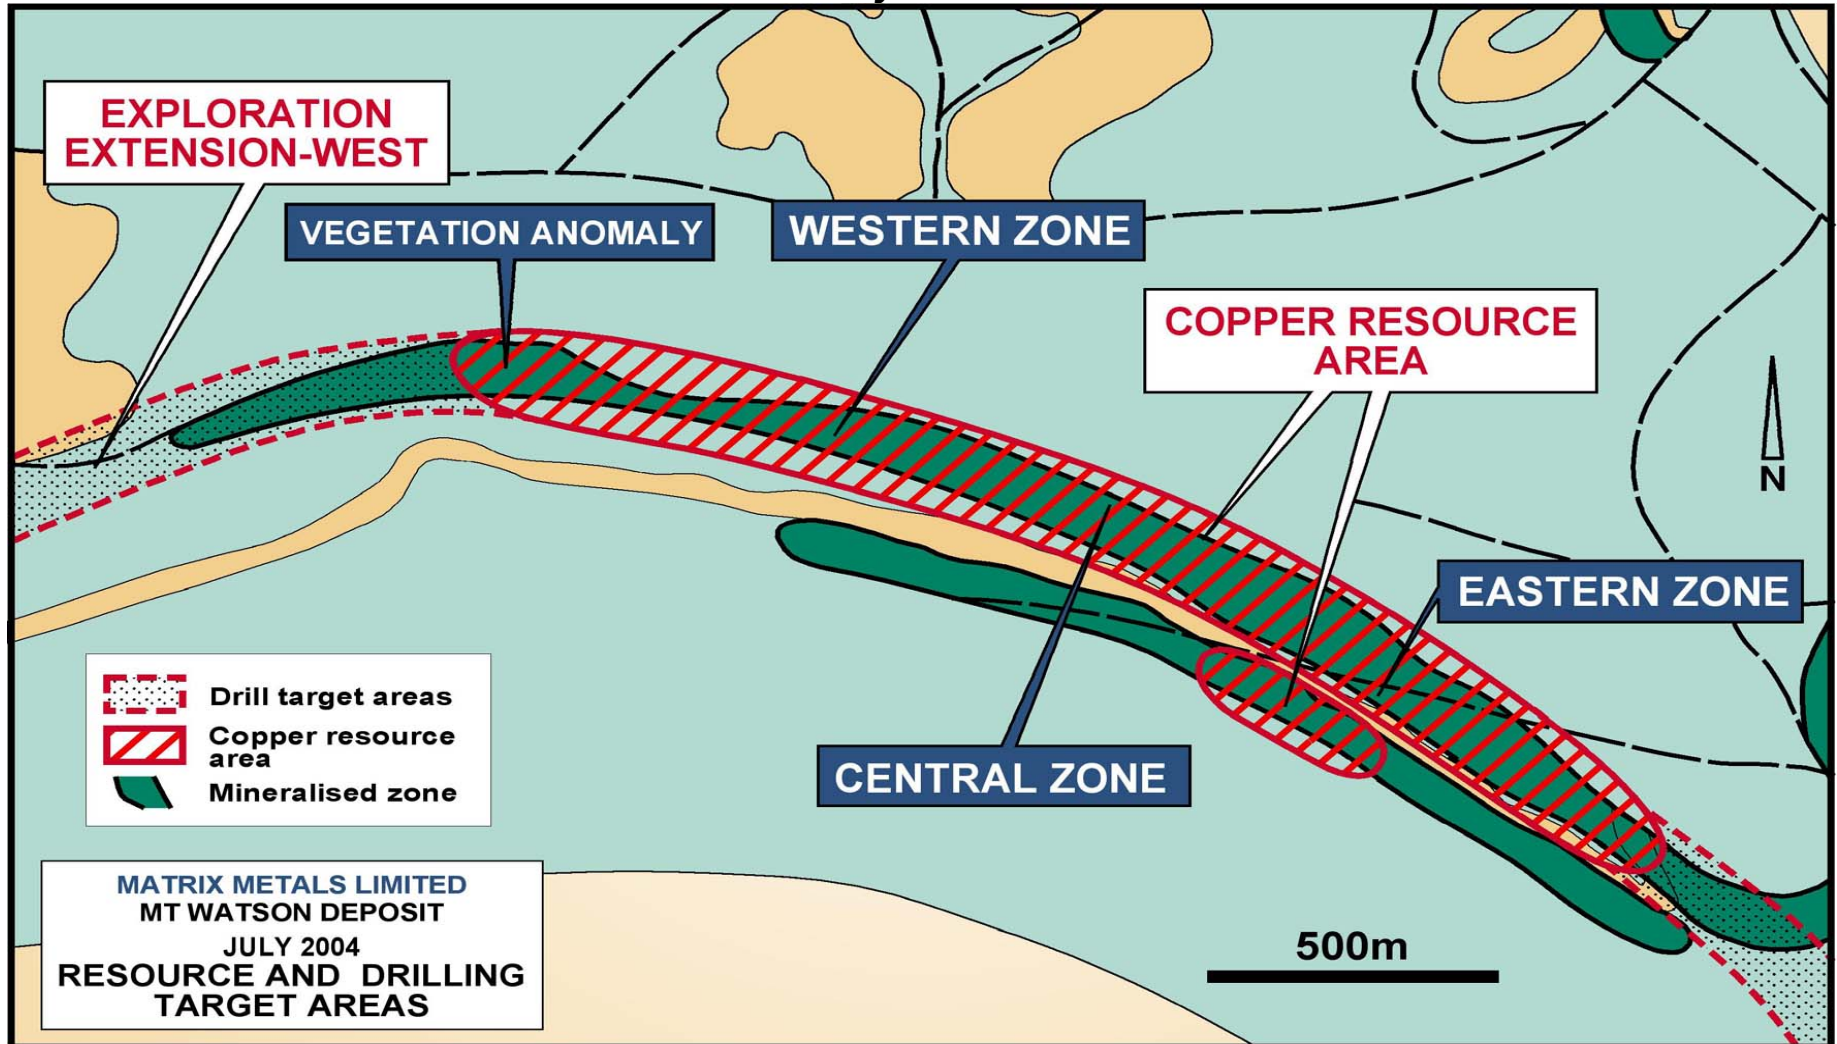 EXPLORATION
EXTENSION-WEST
VEGETATION ANOMALY
WESTERN ZONE
COPPER RESOURCE
AREA
N
EASTERN ZONE
CENTRAL ZONE
Drill target areas
Copper resource
area
Mineralised zone
MATRIX METALS LIMITED
MT WATSON DEPOSIT
JULY 2004
RESOURCE AND DRILLING
TARGET AREAS
500m